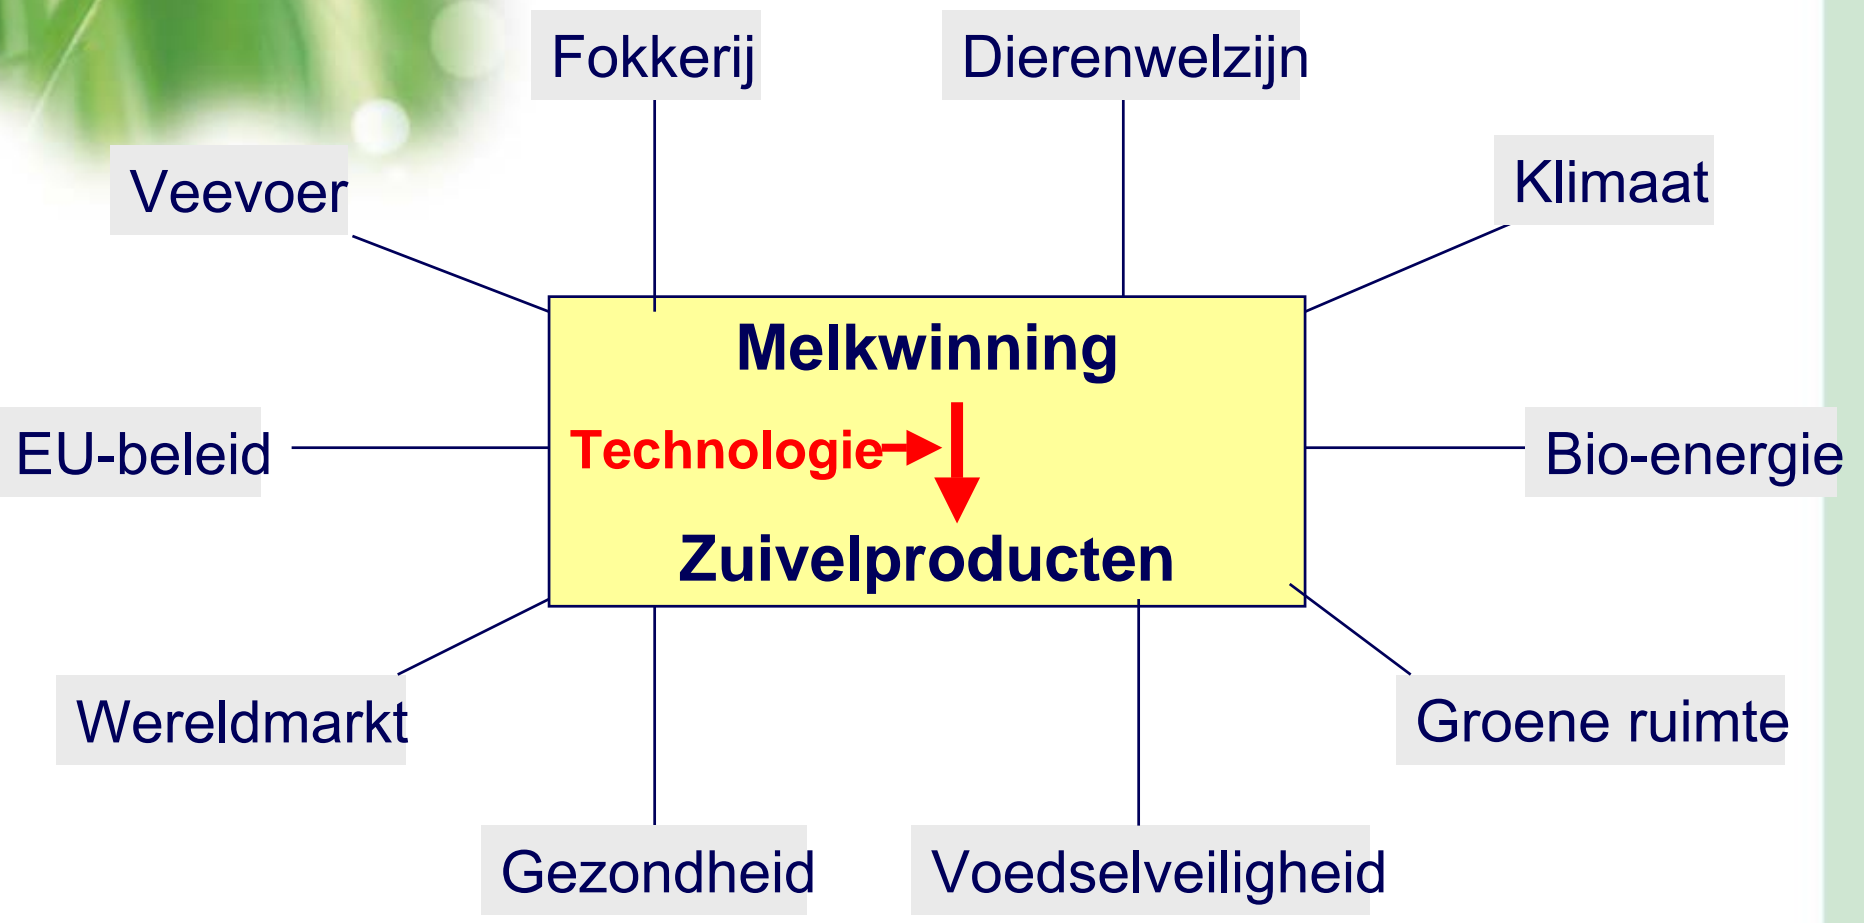 Fokkerij
Dierenwelzijn
Veevoer
Klimaat
Melkwinning
EU-beleid
Technologie
Bio-energie
Zuivelproducten
Wereldmarkt
Groene ruimte
Gezondheid
Voedselveiligheid